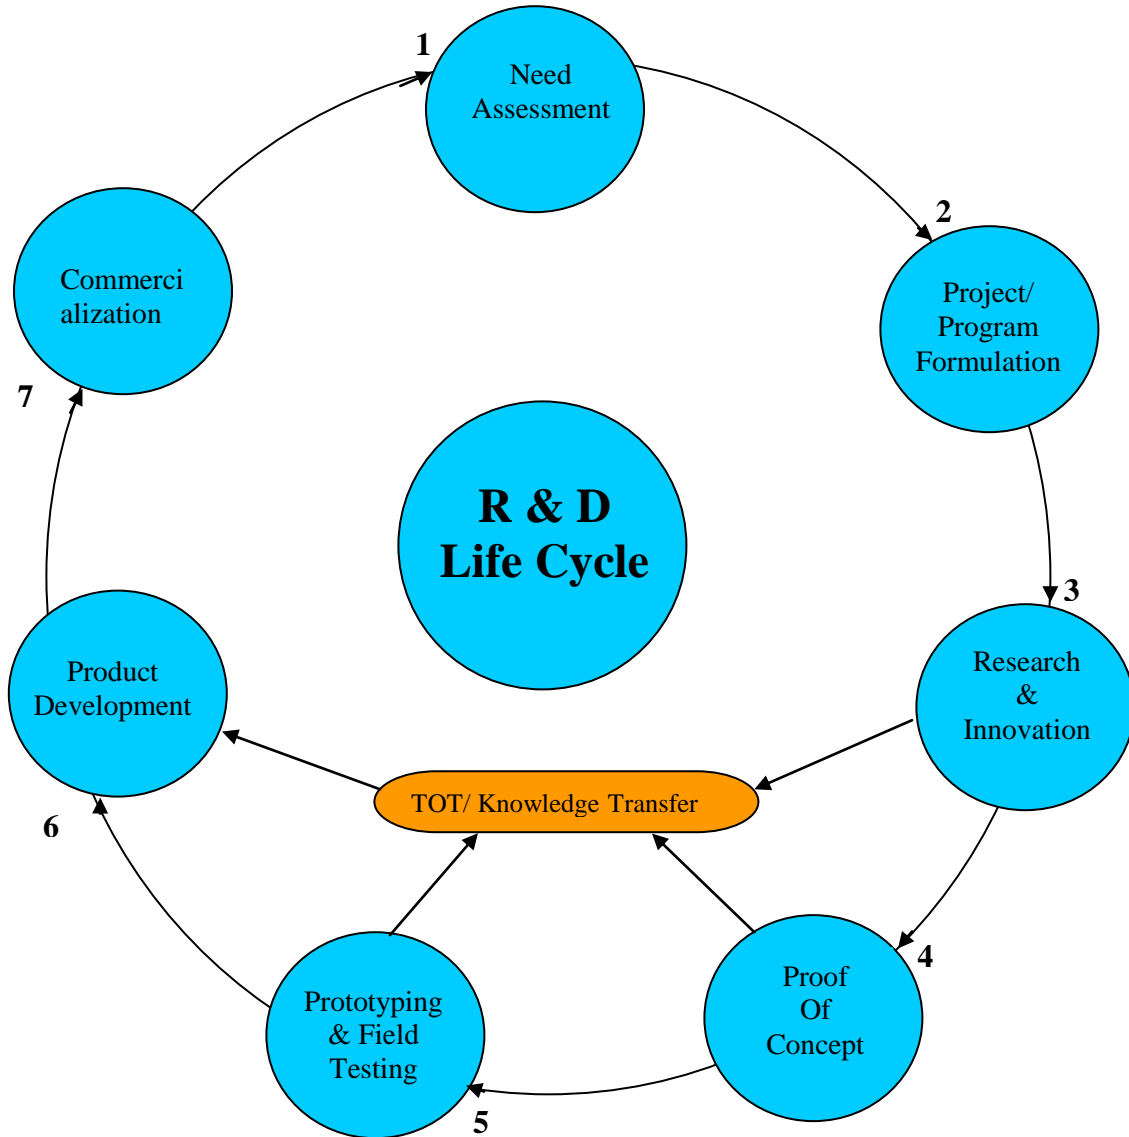 1
Need
Assessment
2
Project/
Program
Formulation
Commerci
alization
7
R & D
Life Cycle
3
Research
&
Innovation
Product
Development
TOT/ Knowledge Transfer
6
4
Proof
Of
Concept
Prototyping
& Field
Testing
5